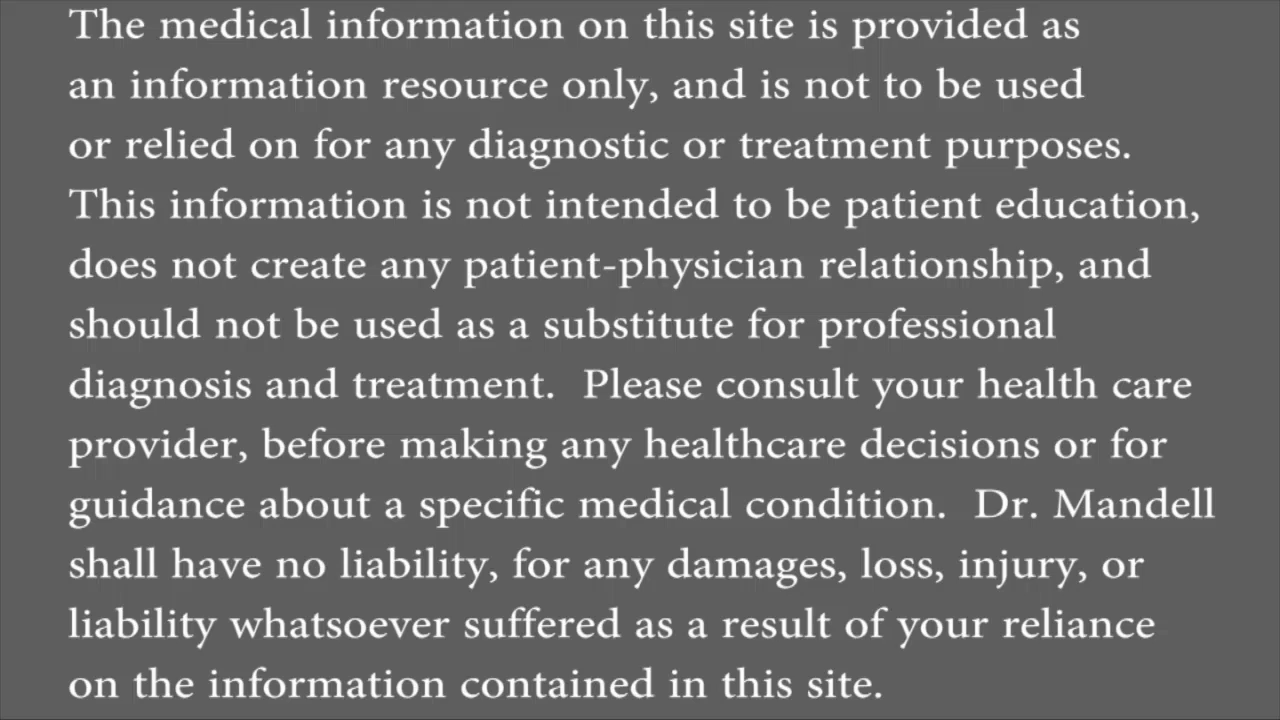 The medical information on this site is provided as
an information resource only, and is not to be used
or relied on for any diagnostic or treatment purposes.
This information is not intended to be patient education,
does not create any patient-physician relationship, and
should not be used as a substitute for professional
diagnosis and treatment.  Please consult your health care
provider, before making any healthcare decisions or for
guidance about a specific medical condition.  Dr. Mandell
shall have no liability, for any damages, loss, injury, or
liability whatsoever suffered as a result of your reliance
on the information contained in this site.